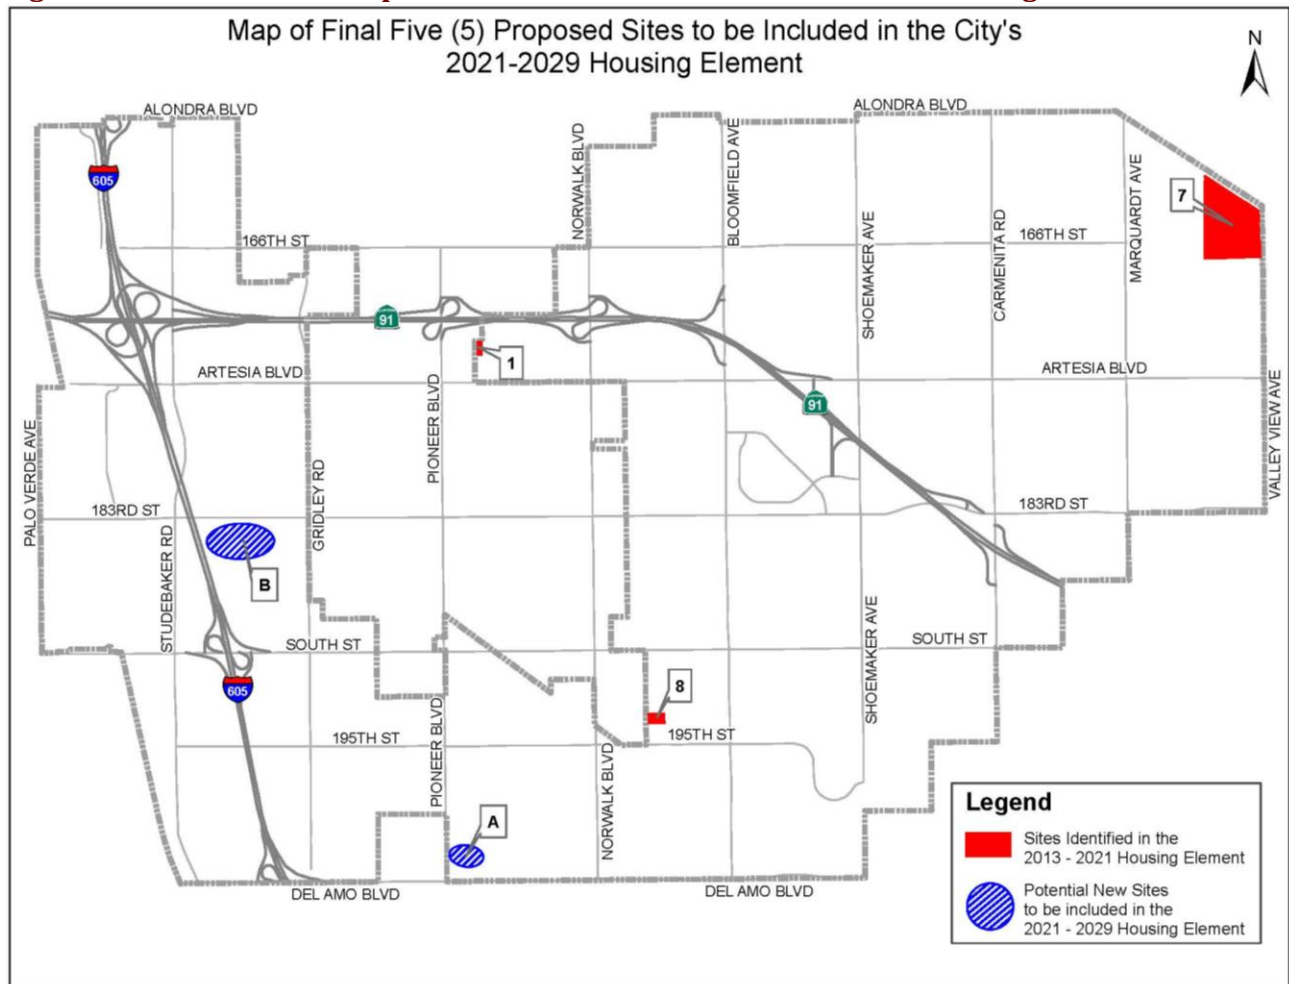 Map of Final Five (5) Proposed Sites to be Included in the City's
2021-2029 Housing Element
N
ALONDRA BLVD
ALONDRA BLVD
605
NORWALK BLVD
BLOOMFIELD AVE
SHOEMAKER AVE
CARMENITA RD
MARQUARDT AVE
7
166TH ST
166TH ST
91
1
ARTESIA BLVD
ARTESIA BLVD
91
PALO VERDE AVE
PIONEER BLVD
GRIDLEY RD
VALLEY VIEW AVE
183RD ST
183RD ST
STUDEBAKER RD
B
SOUTH ST
SOUTH ST
SHOEMAKER AVE
605
8
195TH ST
195TH ST
PIONEER BLVD
NORWALK BLVD
A
DEL AMO BLVD
DEL AMO BLVD
Legend
Sites Identified in the
2013 - 2021 Housing Element
Potential New Sites
to be included in the
2021 - 2029 Housing Element